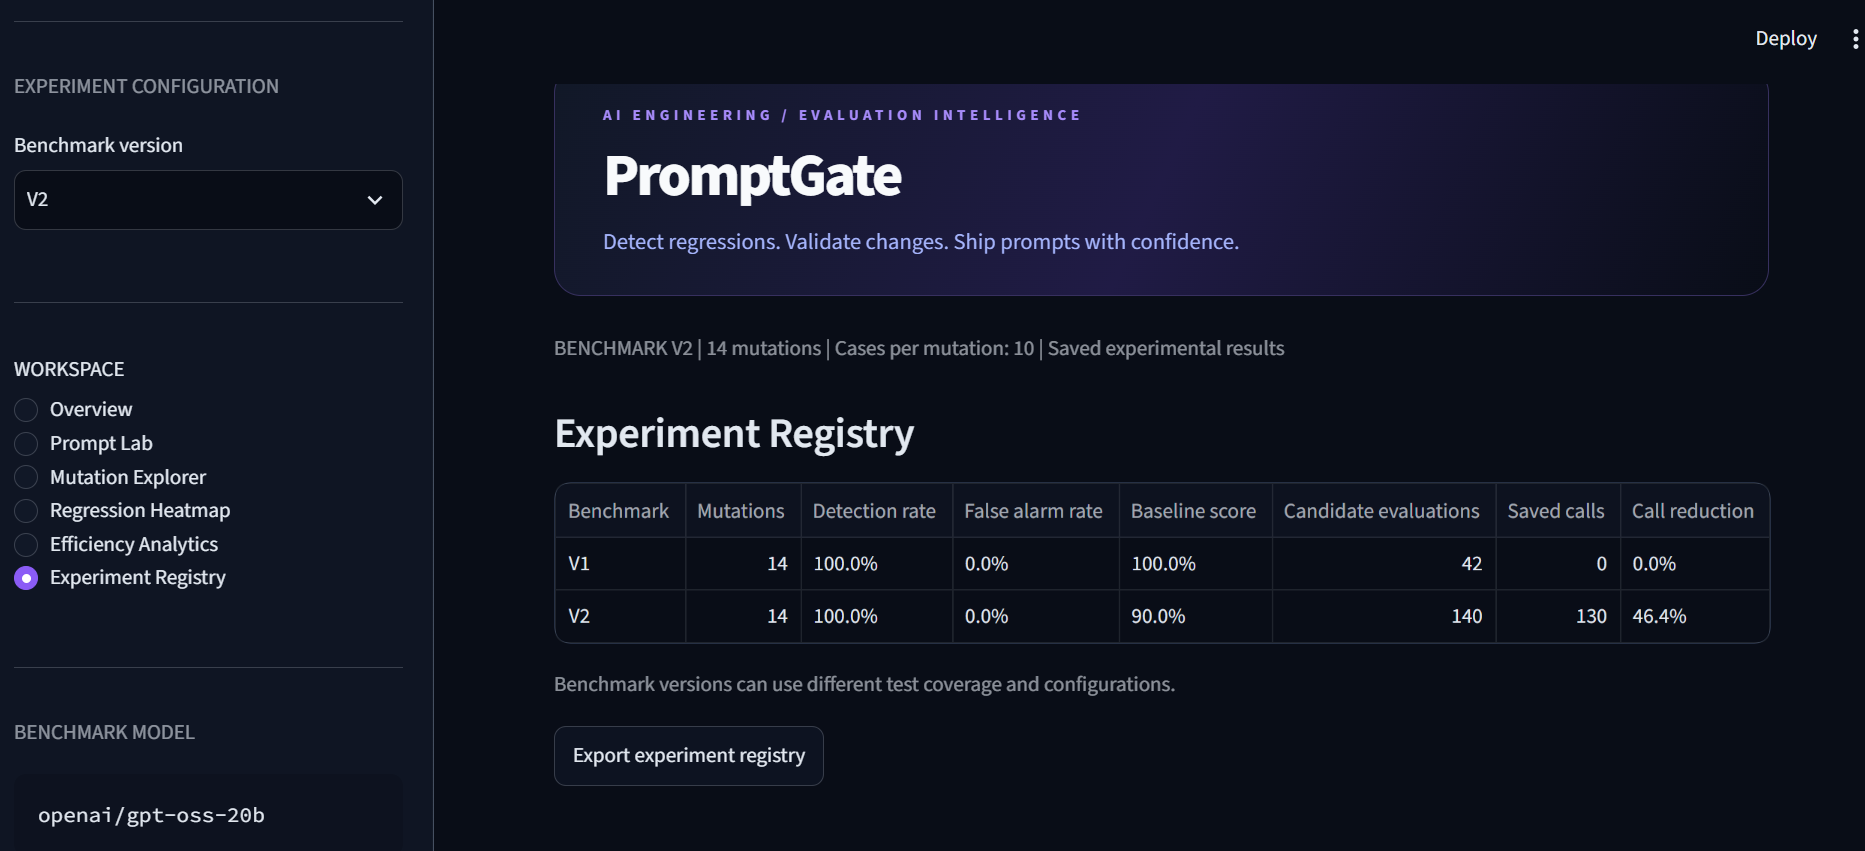 EXPERIMENT CONFIGURATION
Benchmark version
V2
WORKSPACE
Overview
Prompt Lab
Mutation Explorer
Regression Heatmap
Efficiency Analytics
Experiment Registry
BENCHMARK MODEL
openai/gpt-oss-20b
Deploy
AI ENGINEERING / EVALUATION INTELLIGENCE
PromptGate
Detect regressions. Validate changes. Ship prompts with confidence.
BENCHMARK V2 | 14 mutations | Cases per mutation: 10 | Saved experimental results
Experiment Registry
Benchmark Mutations Detection rate False alarm rate Baseline score Candidate evaluations Saved calls Call reduction
V1 14 100.0% 0.0% 100.0% 42 0 0.0%
V2 14 100.0% 0.0% 90.0% 140 130 46.4%
Benchmark versions can use different test coverage and configurations.
Export experiment registry